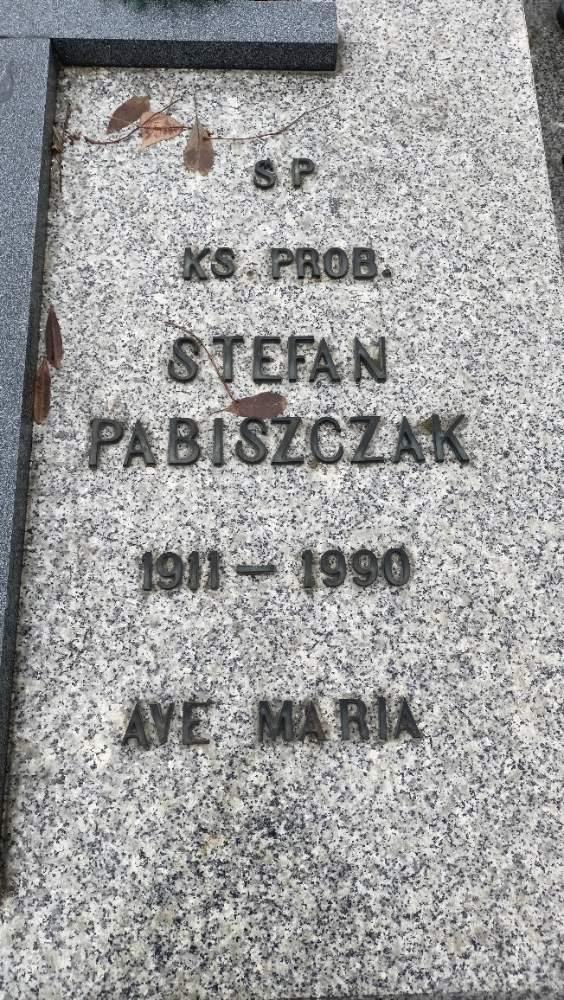 SP
KS. PROB.
STEFAN
PABISZCZAK
1911 – 1990
AVE MARIA